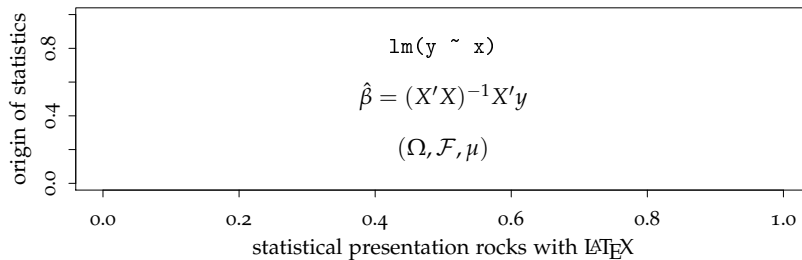 origin of statistics
0.8
0.4
0.0
lm(y ~ x)
β̂ = (X′X)⁻¹X′y
(Ω, ℱ, μ)
0.0 0.2 0.4 0.6 0.8 1.0
statistical presentation rocks with LATEX